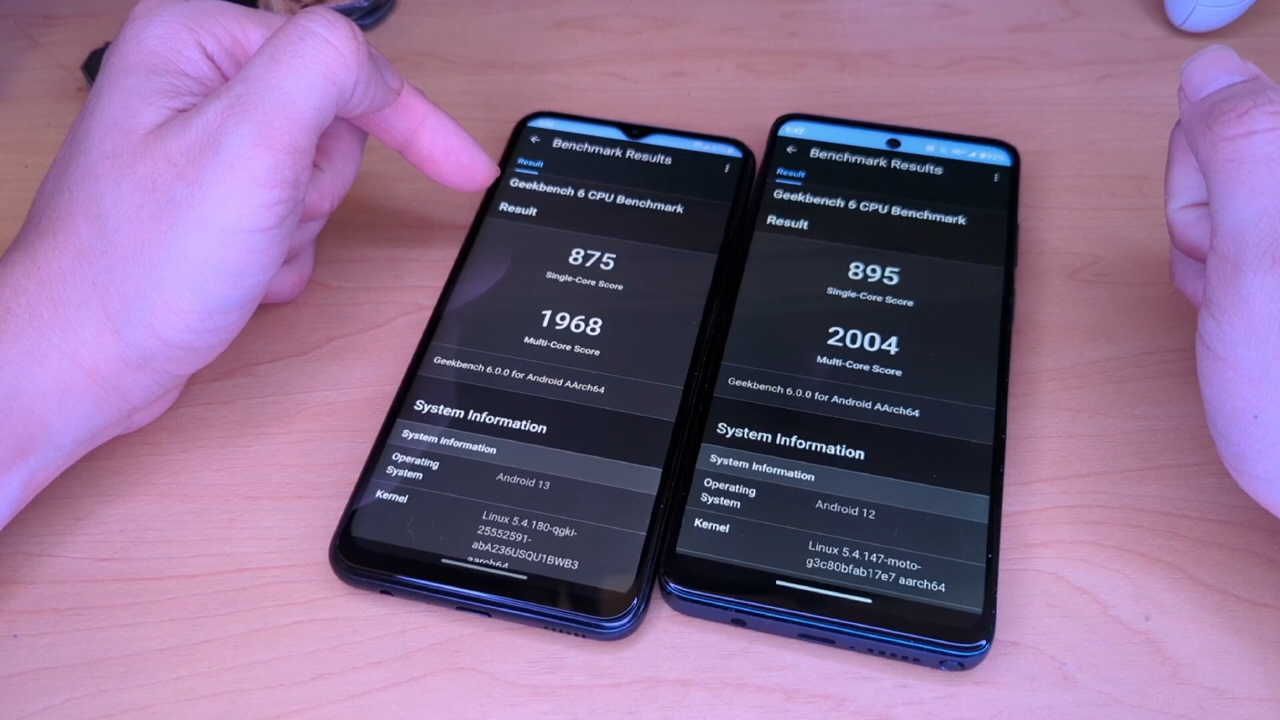 Benchmark Results
Result
Geekbench 6 CPU Benchmark
Result
875
Single-Core Score
1968
Multi-Core Score
Geekbench 6.0.0 for Android AArch64
System Information
System Information
Operating
System
Android 13
Kernel
Linux 5.4.180-qgki-
25552591-
abA236USQU1BWB3
aarch64
Benchmark Results
Result
Geekbench 6 CPU Benchmark
Result
895
Single-Core Score
2004
Multi-Core Score
Geekbench 6.0.0 for Android AArch64
System Information
System Information
Operating
System
Android 12
Kernel
Linux 5.4.147-moto-
g3c80bfab17e7 aarch64